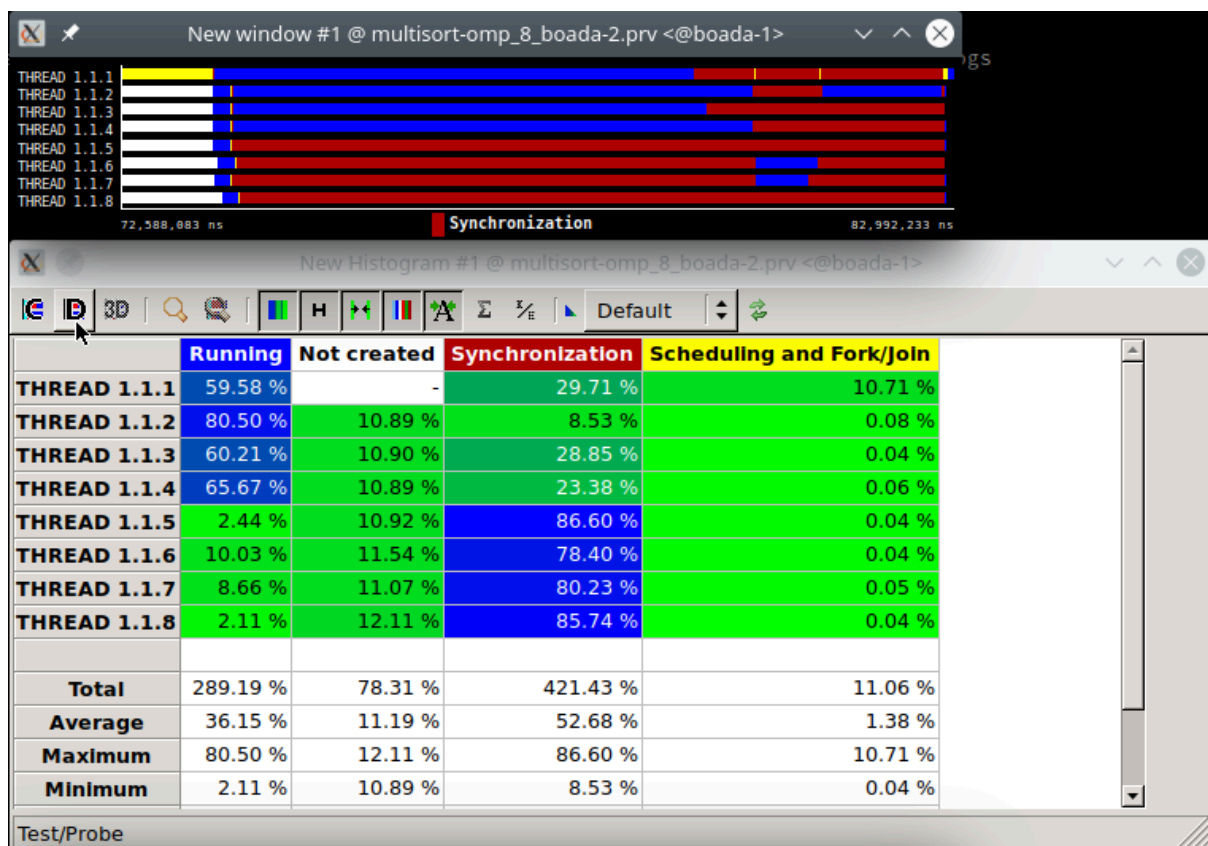 New window #1 @ multisort-omp_8_boada-2.prv <@boada-1>
ogs
THREAD 1.1.1
THREAD 1.1.2
THREAD 1.1.3
THREAD 1.1.4
THREAD 1.1.5
THREAD 1.1.6
THREAD 1.1.7
THREAD 1.1.8
72,588,083 ns Synchronization 82,992,233 ns
New Histogram #1 @ multisort-omp_8_boada-2.prv <@boada-1>
3D H Σ Default
Running Not created Synchronization Scheduling and Fork/Join
THREAD 1.1.1 59.58 % - 29.71 % 10.71 %
THREAD 1.1.2 80.50 % 10.89 % 8.53 % 0.08 %
THREAD 1.1.3 60.21 % 10.90 % 28.85 % 0.04 %
THREAD 1.1.4 65.67 % 10.89 % 23.38 % 0.06 %
THREAD 1.1.5 2.44 % 10.92 % 86.60 % 0.04 %
THREAD 1.1.6 10.03 % 11.54 % 78.40 % 0.04 %
THREAD 1.1.7 8.66 % 11.07 % 80.23 % 0.05 %
THREAD 1.1.8 2.11 % 12.11 % 85.74 % 0.04 %
Total 289.19 % 78.31 % 421.43 % 11.06 %
Average 36.15 % 11.19 % 52.68 % 1.38 %
Maximum 80.50 % 12.11 % 86.60 % 10.71 %
Minimum 2.11 % 10.89 % 8.53 % 0.04 %
Test/Probe